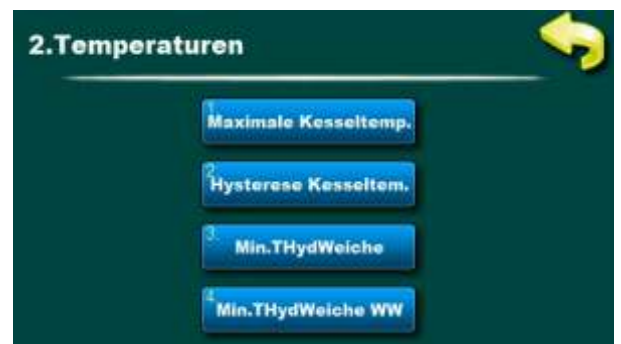 2.Temperaturen
1.
Maximale Kesseltemp.
2.
Hysterese Kesseltem.
3.
Min.THydWeiche
4.
Min.THydWeiche WW